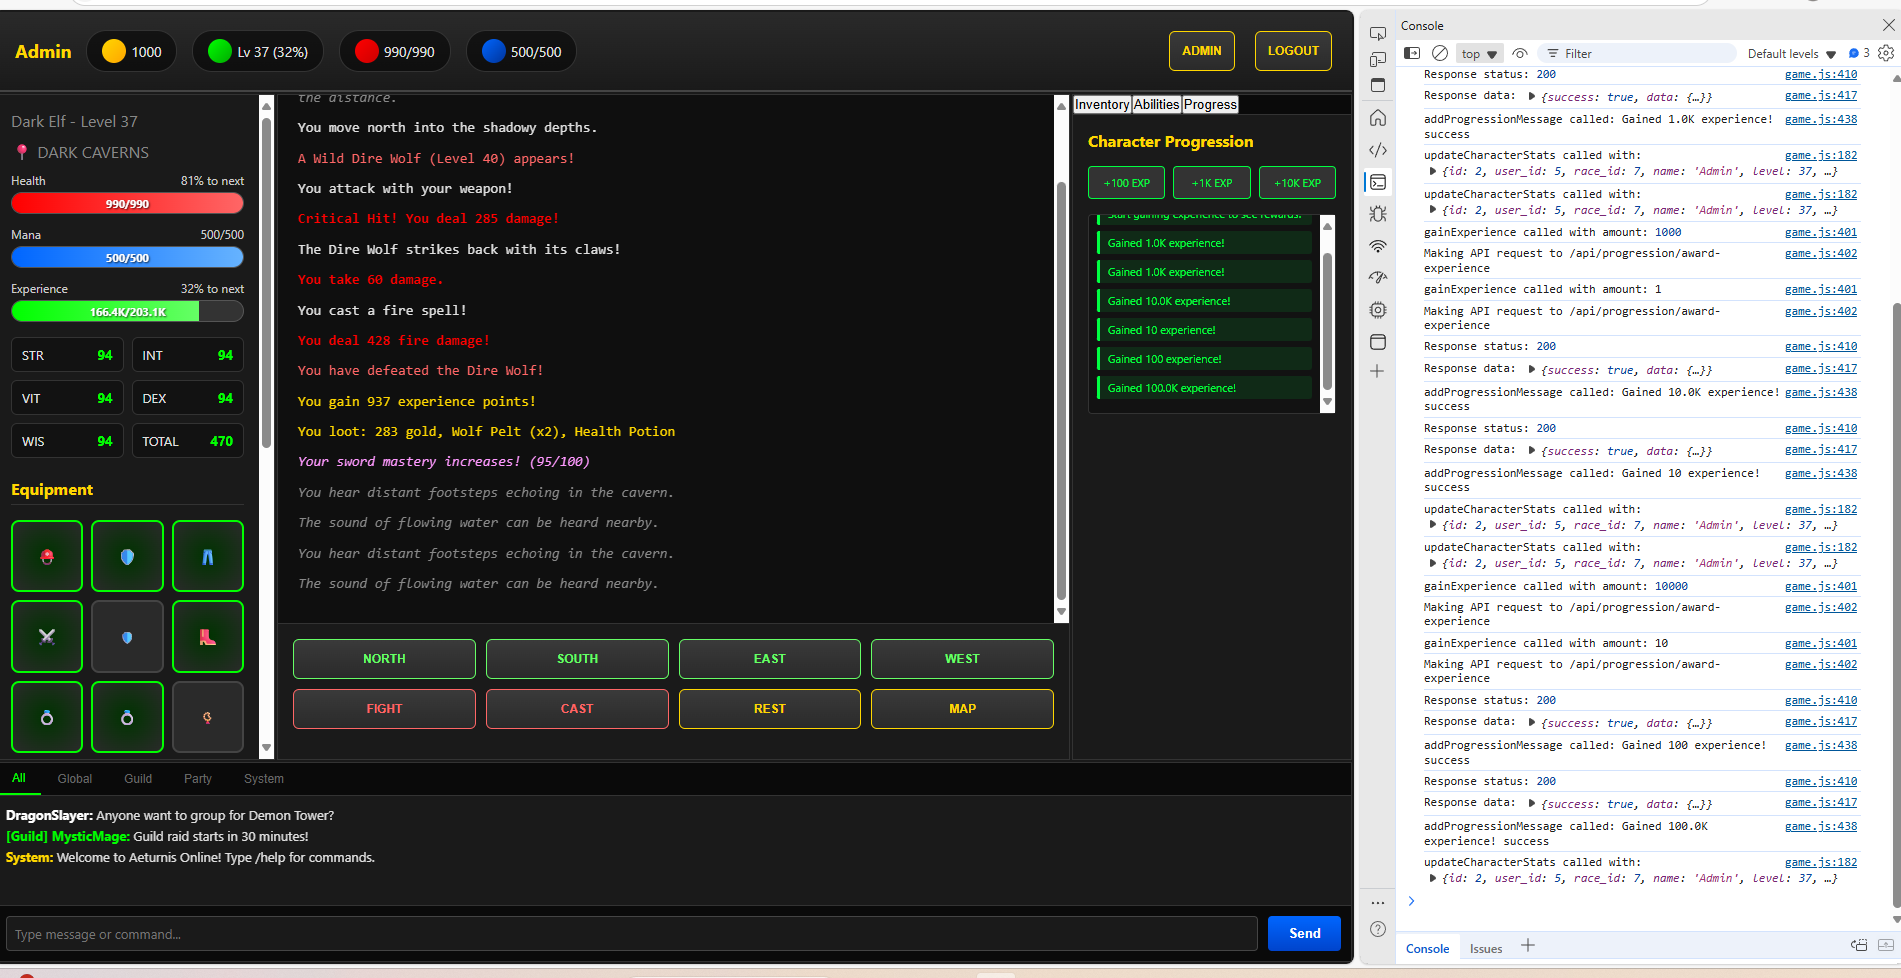 Admin
1000
Lv 37 (32%)
990/990
500/500
ADMIN
LOGOUT
Dark Elf - Level 37
DARK CAVERNS
Health 81% to next
990/990
Mana 500/500
500/500
Experience 32% to next
166.4K/203.1K
STR 94 INT 94
VIT 94 DEX 94
WIS 94 TOTAL 470
Equipment
the distance.
You move north into the shadowy depths.
A Wild Dire Wolf (Level 40) appears!
You attack with your weapon!
Critical Hit! You deal 285 damage!
The Dire Wolf strikes back with its claws!
You take 60 damage.
You cast a fire spell!
You deal 428 fire damage!
You have defeated the Dire Wolf!
You gain 937 experience points!
You loot: 283 gold, Wolf Pelt (x2), Health Potion
Your sword mastery increases! (95/100)
You hear distant footsteps echoing in the cavern.
The sound of flowing water can be heard nearby.
You hear distant footsteps echoing in the cavern.
The sound of flowing water can be heard nearby.
NORTH SOUTH EAST WEST
FIGHT CAST REST MAP
Inventory Abilities Progress
Character Progression
+100 EXP +1K EXP +10K EXP
Start gaining experience to see rewards!
Gained 1.0K experience!
Gained 1.0K experience!
Gained 10.0K experience!
Gained 10 experience!
Gained 100 experience!
Gained 100.0K experience!
All Global Guild Party System
DragonSlayer: Anyone want to group for Demon Tower?
[Guild] MysticMage: Guild raid starts in 30 minutes!
System: Welcome to Aeturnis Online! Type /help for commands.
Type message or command...
Send
Console
top Filter Default levels 3
Response status: 200 game.js:410
Response data: {success: true, data: {…}} game.js:417
addProgressionMessage called: Gained 1.0K experience! game.js:438
success
updateCharacterStats called with: game.js:182
{id: 2, user_id: 5, race_id: 7, name: 'Admin', level: 37, …}
updateCharacterStats called with: game.js:182
{id: 2, user_id: 5, race_id: 7, name: 'Admin', level: 37, …}
gainExperience called with amount: 1000 game.js:401
Making API request to /api/progression/award- game.js:402
experience
gainExperience called with amount: 1 game.js:401
Making API request to /api/progression/award- game.js:402
experience
Response status: 200 game.js:410
Response data: {success: true, data: {…}} game.js:417
addProgressionMessage called: Gained 10.0K experience! game.js:438
success
Response status: 200 game.js:410
Response data: {success: true, data: {…}} game.js:417
addProgressionMessage called: Gained 10 experience! game.js:438
success
updateCharacterStats called with: game.js:182
{id: 2, user_id: 5, race_id: 7, name: 'Admin', level: 37, …}
updateCharacterStats called with: game.js:182
{id: 2, user_id: 5, race_id: 7, name: 'Admin', level: 37, …}
gainExperience called with amount: 10000 game.js:401
Making API request to /api/progression/award- game.js:402
experience
gainExperience called with amount: 10 game.js:401
Making API request to /api/progression/award- game.js:402
experience
Response status: 200 game.js:410
Response data: {success: true, data: {…}} game.js:417
addProgressionMessage called: Gained 100 experience! game.js:438
success
Response status: 200 game.js:410
Response data: {success: true, data: {…}} game.js:417
addProgressionMessage called: Gained 100.0K game.js:438
experience! success
updateCharacterStats called with: game.js:182
{id: 2, user_id: 5, race_id: 7, name: 'Admin', level: 37, …}
Console Issues